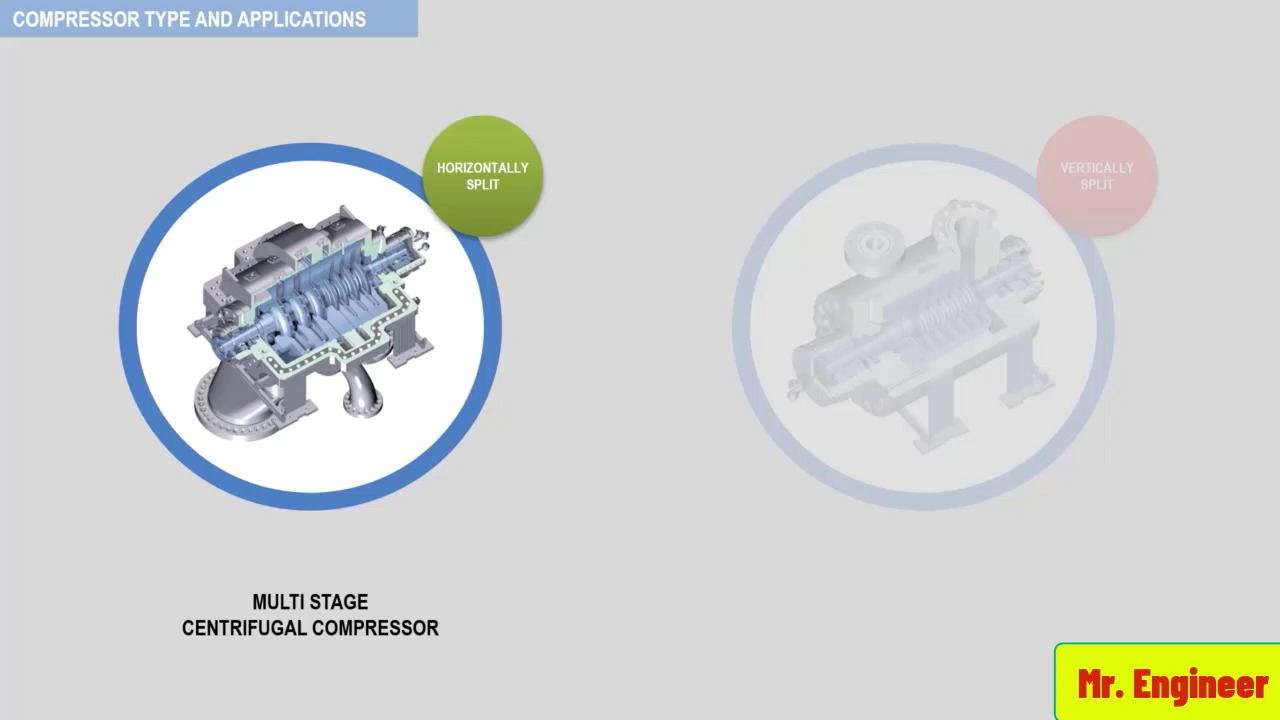 COMPRESSOR TYPE AND APPLICATIONS
HORIZONTALLY
SPLIT
VERTICALLY
SPLIT
MULTI STAGE
CENTRIFUGAL COMPRESSOR
Mr. Engineer